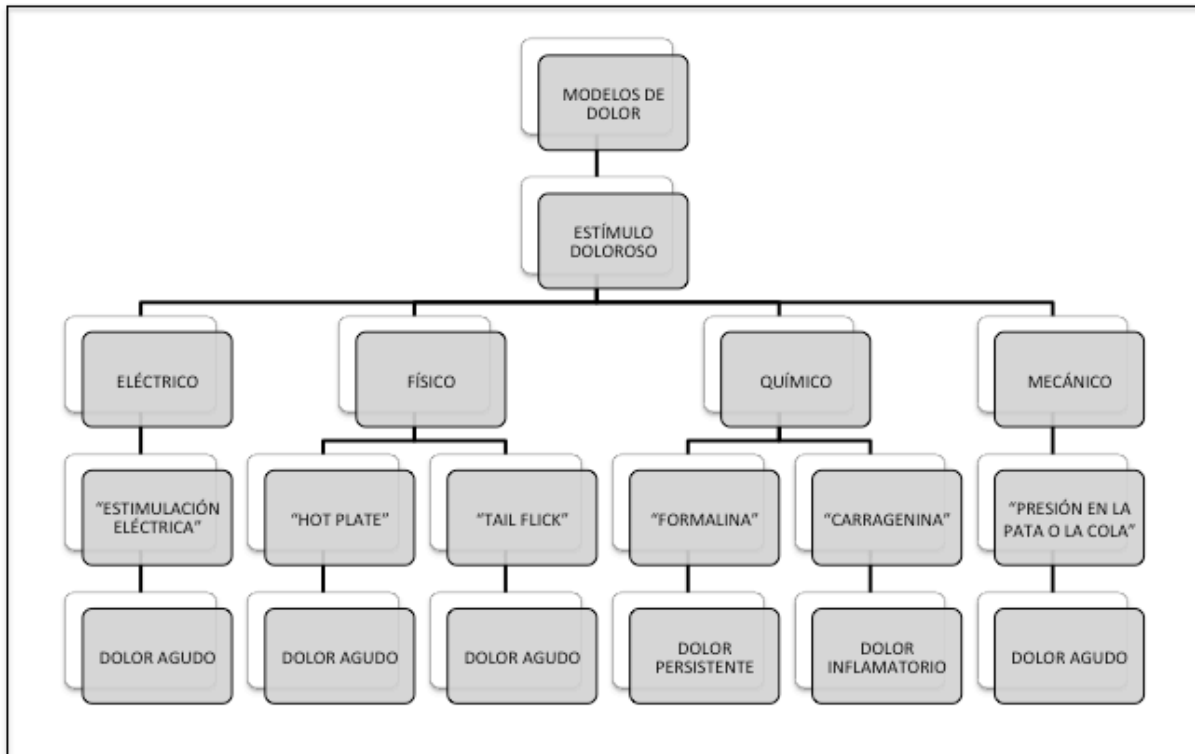 MODELOS DE
DOLOR
ESTÍMULO
DOLOROSO
ELÉCTRICO
FÍSICO
QUÍMICO
MECÁNICO
“ESTIMULACIÓN
ELÉCTRICA”
“HOT PLATE”
“TAIL FLICK”
“FORMALINA”
“CARRAGENINA”
“PRESIÓN EN LA
PATA O LA COLA”
DOLOR AGUDO
DOLOR AGUDO
DOLOR AGUDO
DOLOR
PERSISTENTE
DOLOR
INFLAMATORIO
DOLOR AGUDO